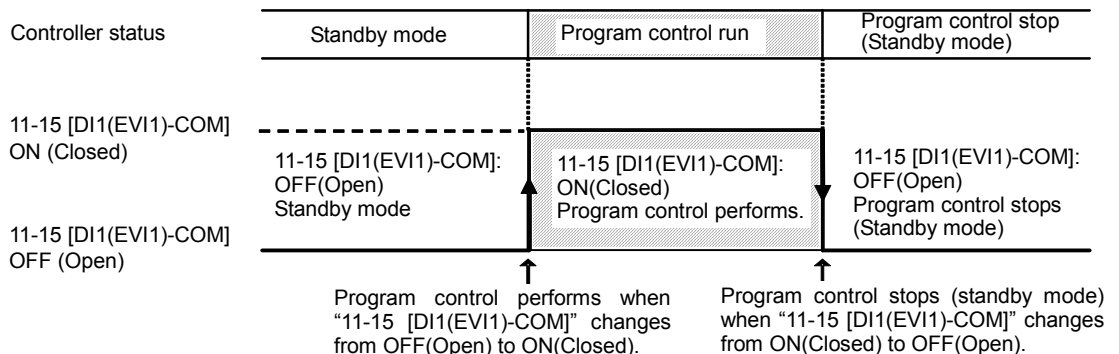 Controller status
Standby mode
Program control run
Program control stop
(Standby mode)
11-15 [DI1(EVI1)-COM]
ON (Closed)
11-15 [DI1(EVI1)-COM]:
OFF(Open)
Standby mode
11-15 [DI1(EVI1)-COM]:
ON(Closed)
Program control performs.
11-15 [DI1(EVI1)-COM]:
OFF(Open)
Program control stops
(Standby mode)
11-15 [DI1(EVI1)-COM]
OFF (Open)
Program control performs when
“11-15 [DI1(EVI1)-COM]” changes
from OFF(Open) to ON(Closed).
Program control stops (standby mode)
when “11-15 [DI1(EVI1)-COM]” changes
from ON(Closed) to OFF(Open).